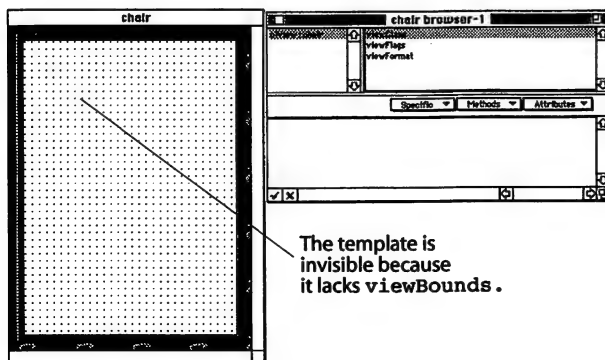 chair
chair browser-1
viewFlags
viewFormat
Specific
Methods
Attributes
The template is
invisible because
it lacks viewBounds.